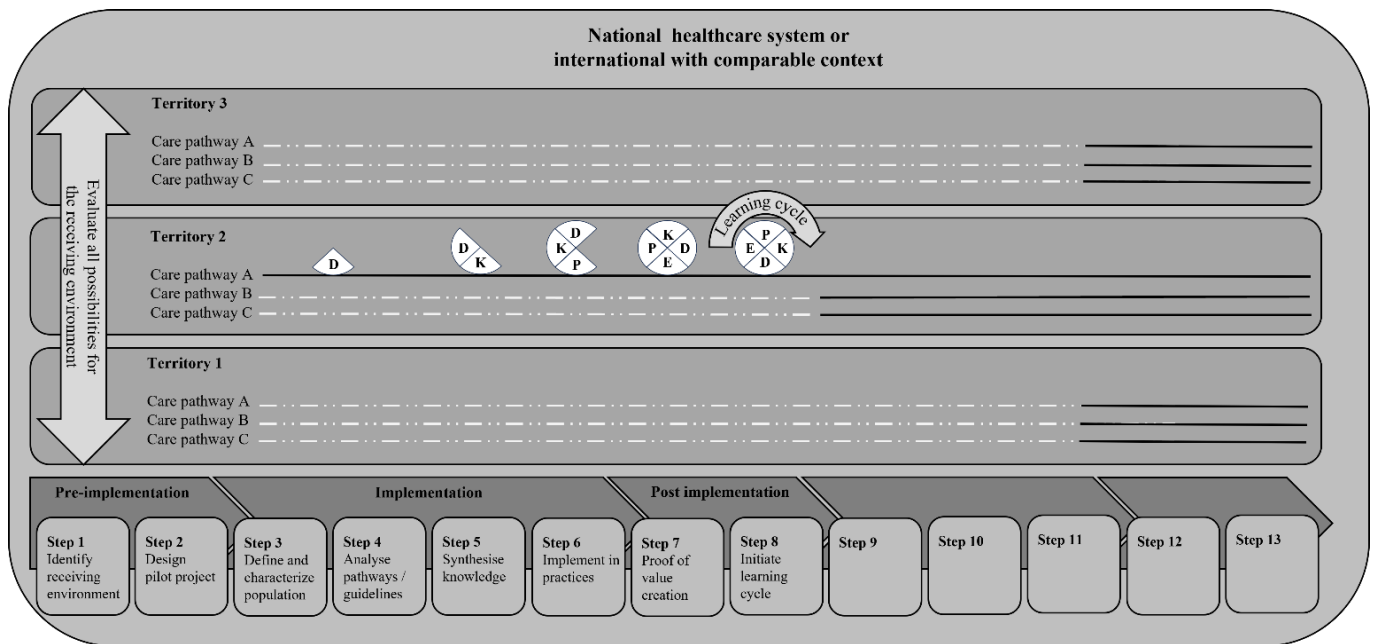 National healthcare system or
international with comparable context
Evaluate all possibilities for
the receiving environment
Territory 3
Care pathway A
Care pathway B
Care pathway C
Territory 2
Learning cycle
D
D
K
D
K
P
K
P D
E
P
E K
D
Care pathway A
Care pathway B
Care pathway C
Territory 1
Care pathway A
Care pathway B
Care pathway C
Pre-implementation
Implementation
Post implementation
Step 1
Identify
receiving
environment
Step 2
Design
pilot project
Step 3
Define and
characterize
population
Step 4
Analyse
pathways /
guidelines
Step 5
Synthesise
knowledge
Step 6
Implement in
practices
Step 7
Proof of
value
creation
Step 8
Initiate
learning
cycle
Step 9
Step 10
Step 11
Step 12
Step 13